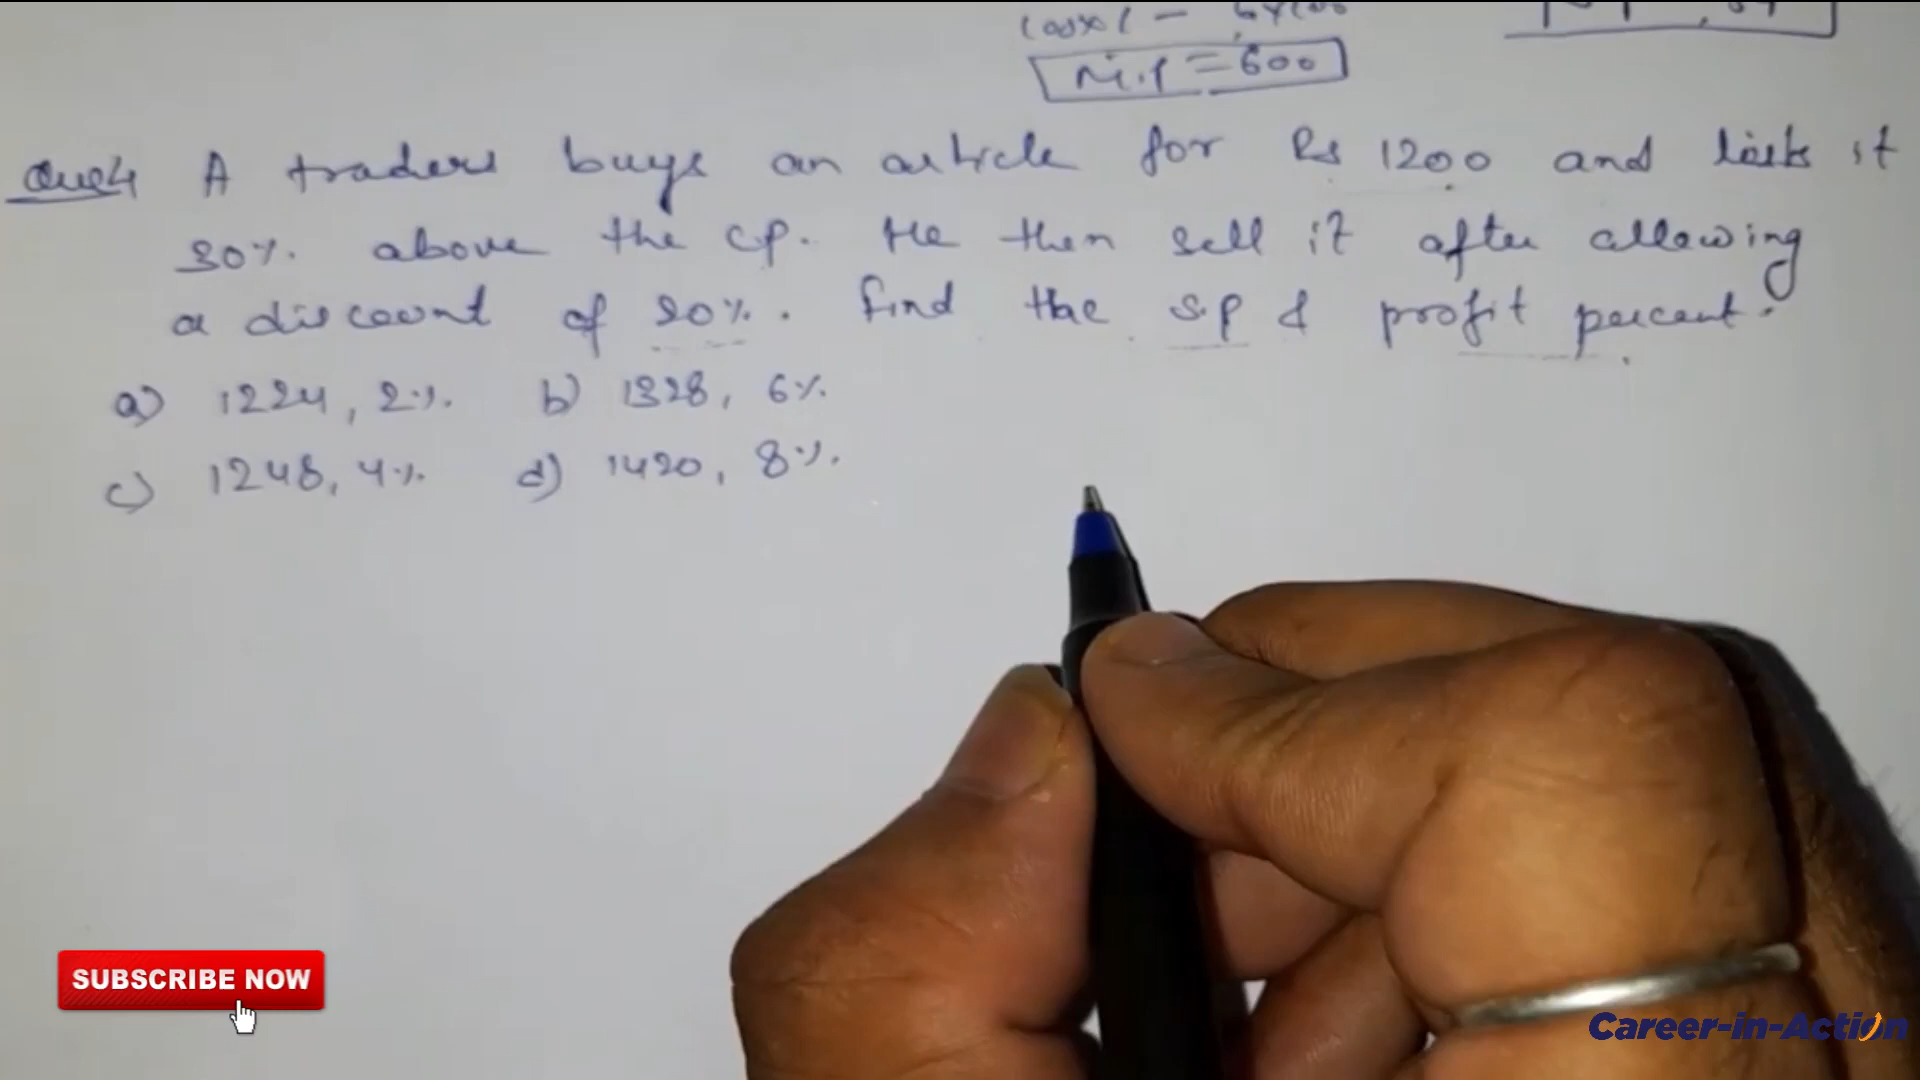 M.P = 600
Que4 A traders buys an article for Rs 1200 and lists it
30%. above the CP. He then sell it after allowing
a discount of 20%. Find the S.P & profit percent.
a) 1224, 2%. b) 1328, 6%
c) 1248, 4%. d) 1420, 8%.
SUBSCRIBE NOW
Career-in-Action